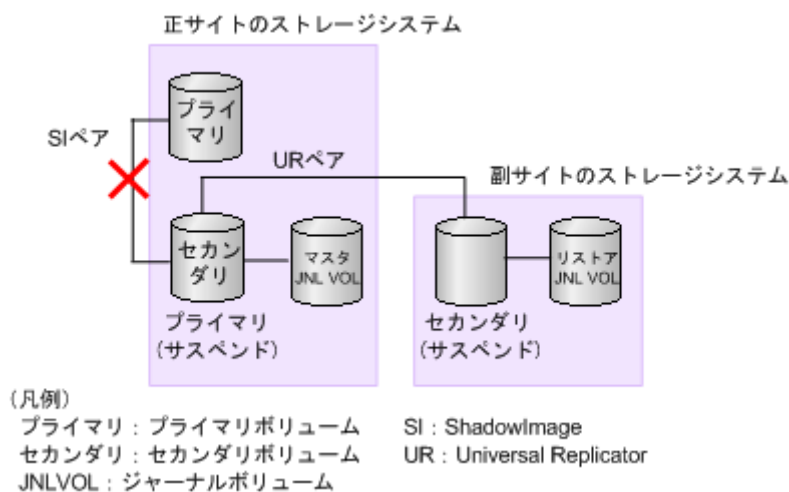 正サイトのストレージシステム
プライ
マリ
SIペア
URペア
副サイトのストレージシステム
セカン
ダリ
マスタ
JNL VOL
リストア
JNL VOL
プライマリ
(サスペンド)
セカンダリ
(サスペンド)
(凡例)
プライマリ：プライマリボリューム
SI：ShadowImage
セカンダリ：セカンダリボリューム
UR：Universal Replicator
JNLVOL：ジャーナルボリューム